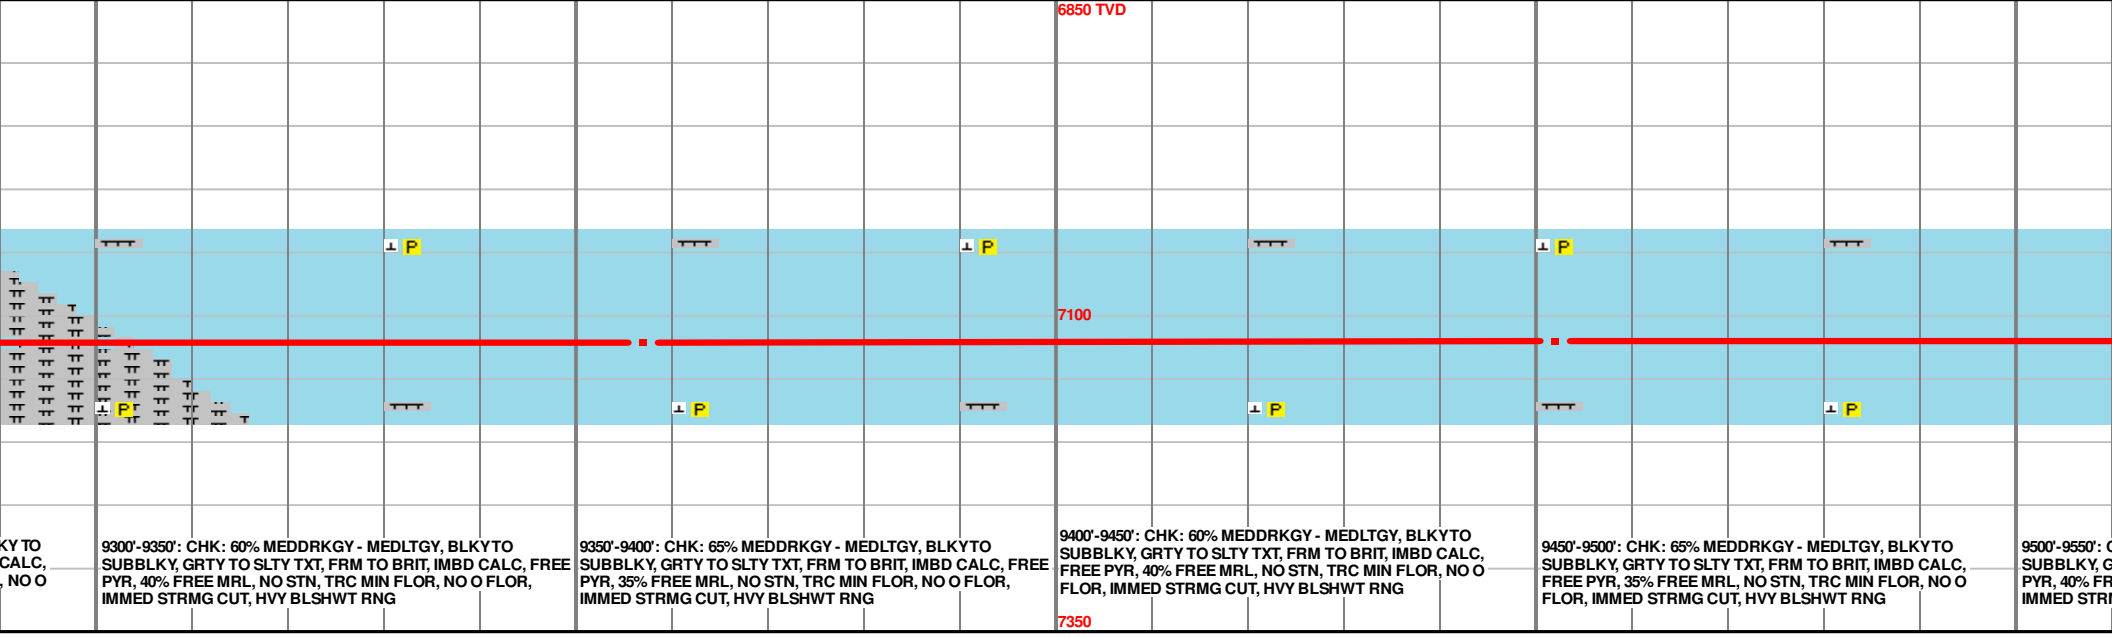 6850 TVD
P
P
P
7100
P
P
P
P
KY TO
CALC,
, NO O
9300'-9350': CHK: 60% MEDDRKGY - MEDLTGY, BLKY TO
SUBBLKY, GRTY TO SLTY TXT, FRM TO BRIT, IMBD CALC, FREE
PYR, 40% FREE MRL, NO STN, TRC MIN FLOR, NO O FLOR,
IMMED STRMG CUT, HVY BLSHWT RNG
9350'-9400': CHK: 65% MEDDRKGY - MEDLTGY, BLKY TO
SUBBLKY, GRTY TO SLTY TXT, FRM TO BRIT, IMBD CALC, FREE
PYR, 35% FREE MRL, NO STN, TRC MIN FLOR, NO O FLOR,
IMMED STRMG CUT, HVY BLSHWT RNG
9400'-9450': CHK: 60% MEDDRKGY - MEDLTGY, BLKY TO
SUBBLKY, GRTY TO SLTY TXT, FRM TO BRIT, IMBD CALC,
FREE PYR, 40% FREE MRL, NO STN, TRC MIN FLOR, NO O
FLOR, IMMED STRMG CUT, HVY BLSHWT RNG
9450'-9500': CHK: 65% MEDDRKGY - MEDLTGY, BLKY TO
SUBBLKY, GRTY TO SLTY TXT, FRM TO BRIT, IMBD CALC,
FREE PYR, 35% FREE MRL, NO STN, TRC MIN FLOR, NO O
FLOR, IMMED STRMG CUT, HVY BLSHWT RNG
9500'-9550': C
SUBBLKY, G
PYR, 40% FR
IMMED STR
7350